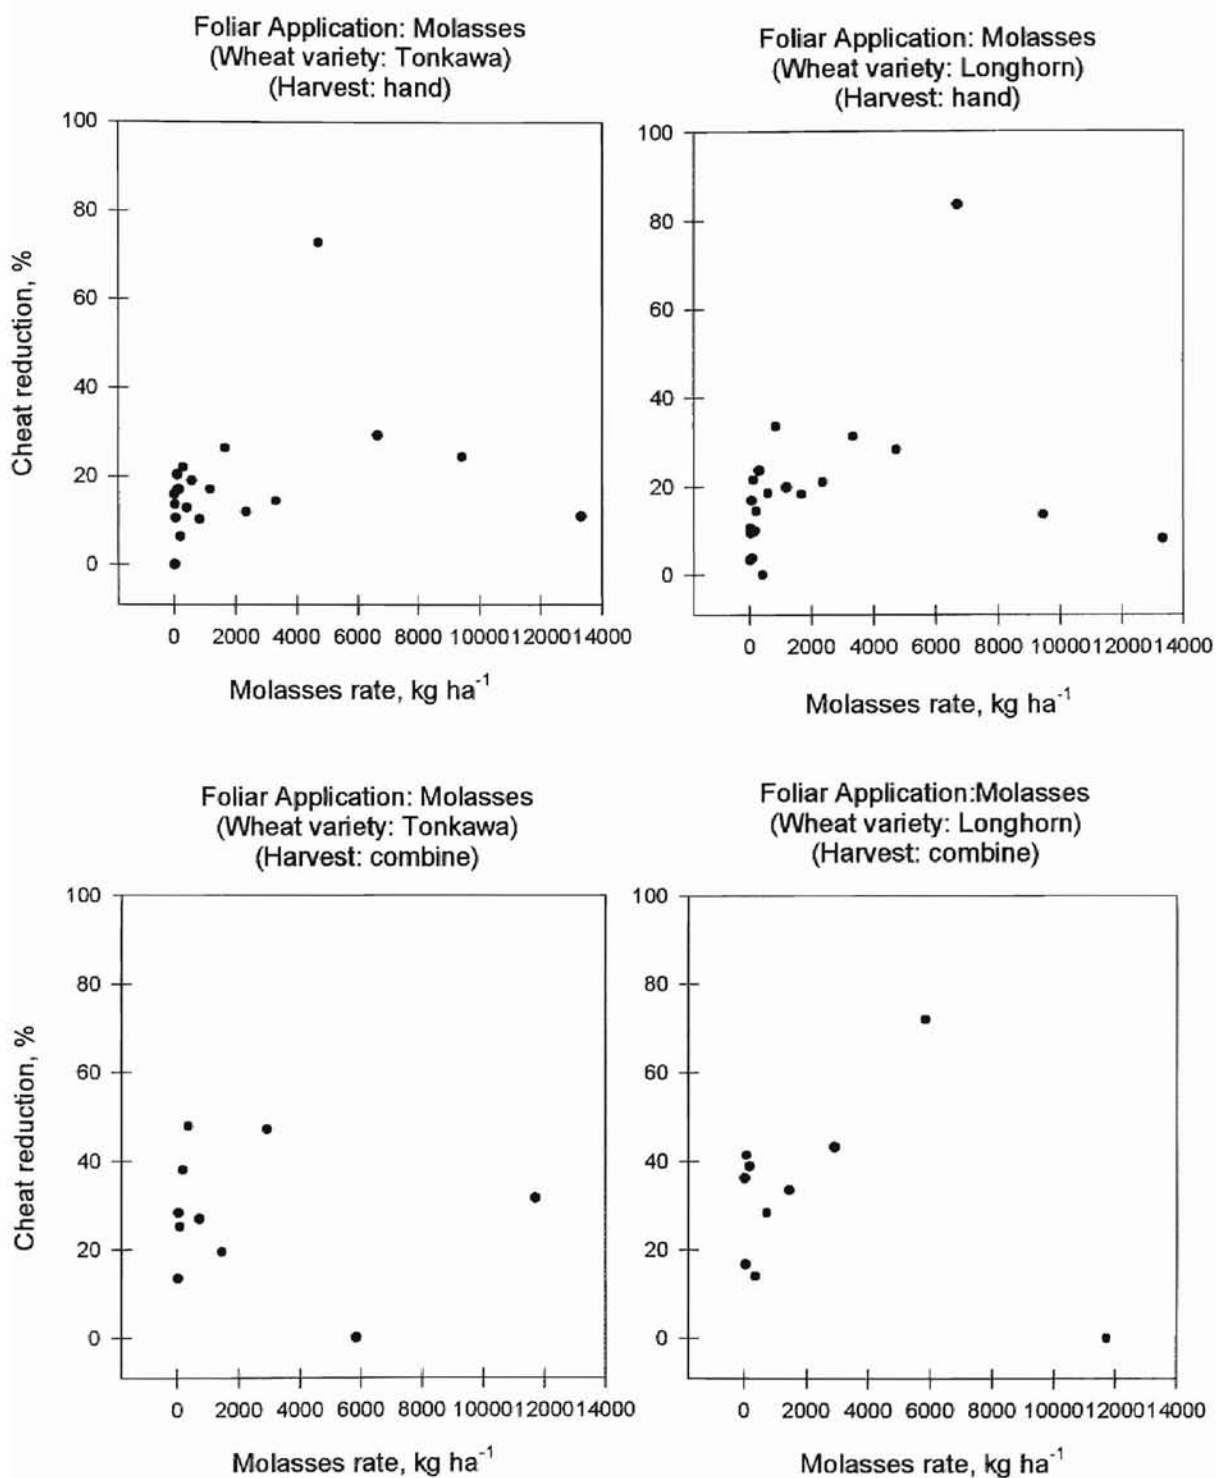 Foliar Application: Molasses
(Wheat variety: Tonkawa)
(Harvest: hand)
100
80
60
40
20
0
Cheat reduction, %
0 2000 4000 6000 8000 10000 12000 14000
Molasses rate, kg ha⁻¹
Foliar Application: Molasses
(Wheat variety: Longhorn)
(Harvest: hand)
100
80
60
40
20
0
0 2000 4000 6000 8000 10000 12000 14000
Molasses rate, kg ha⁻¹
Foliar Application: Molasses
(Wheat variety: Tonkawa)
(Harvest: combine)
100
80
60
40
20
0
Cheat reduction, %
0 2000 4000 6000 8000 10000 12000 14000
Molasses rate, kg ha⁻¹
Foliar Application:Molasses
(Wheat variety: Longhorn)
(Harvest: combine)
100
80
60
40
20
0
0 2000 4000 6000 8000 10000 12000 14000
Molasses rate, kg ha⁻¹